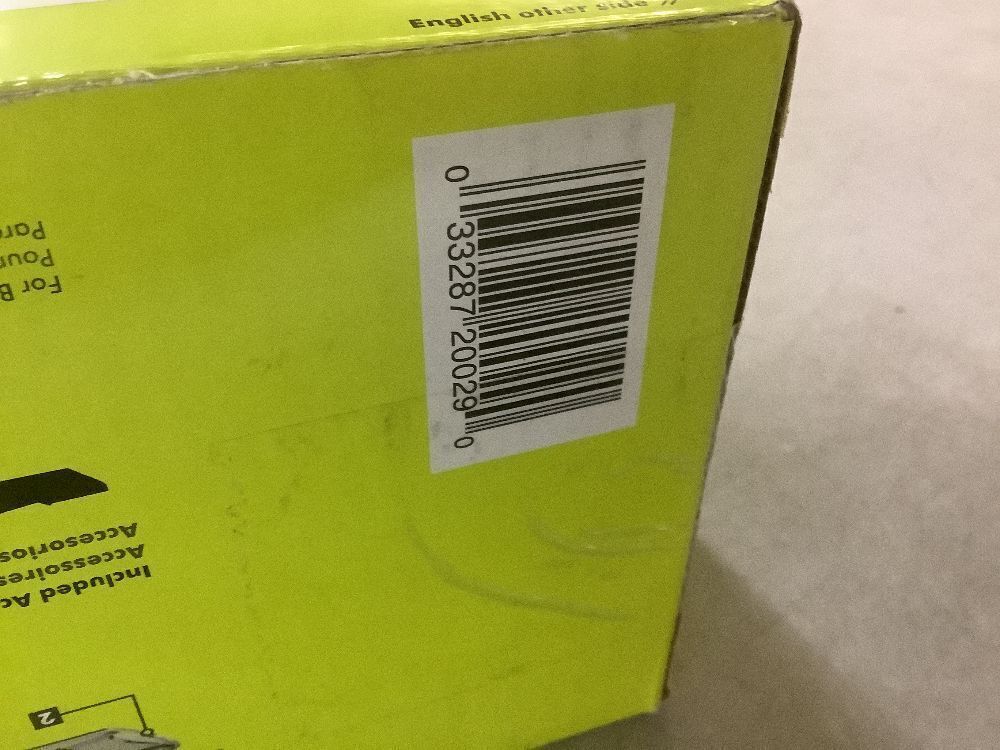 English other side
0 33287 20029 0
For B
Pour
Para
Included Ac
Accessoires
Accesorios
2